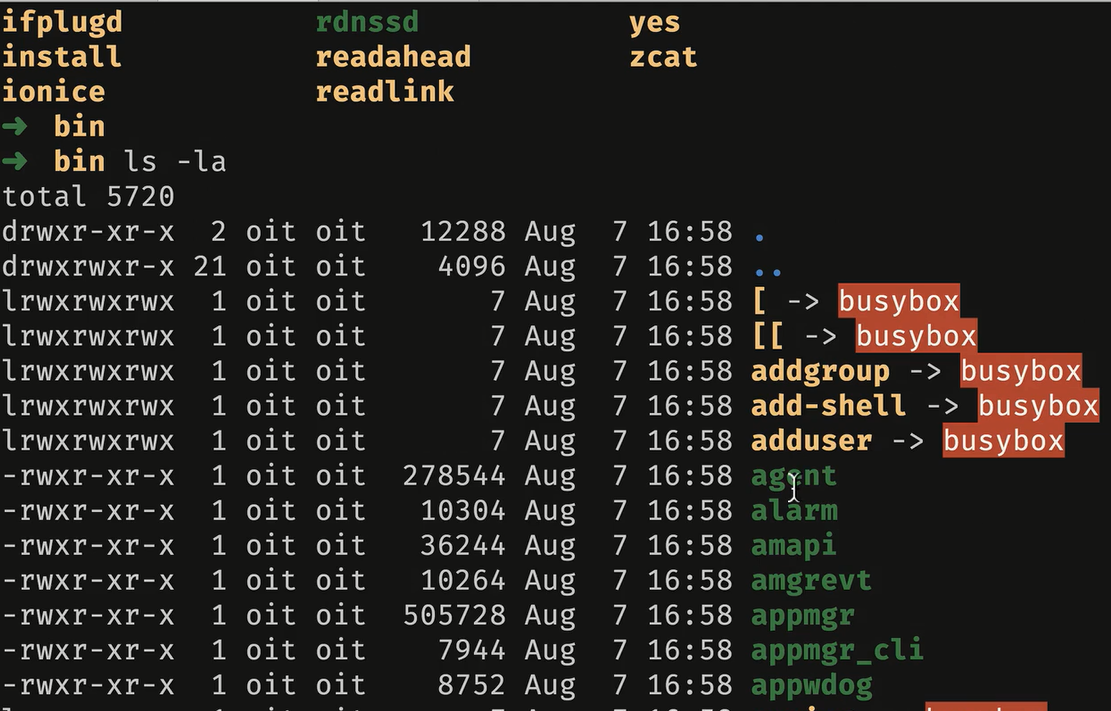 ifplugd rdnssd yes
install readahead zcat
ionice readlink
➜ bin
➜ bin ls -la
total 5720
drwxr-xr-x 2 oit oit 12288 Aug 7 16:58 .
drwxrwxr-x 21 oit oit 4096 Aug 7 16:58 ..
lrwxrwxrwx 1 oit oit 7 Aug 7 16:58 [ -> busybox
lrwxrwxrwx 1 oit oit 7 Aug 7 16:58 [[ -> busybox
lrwxrwxrwx 1 oit oit 7 Aug 7 16:58 addgroup -> busybox
lrwxrwxrwx 1 oit oit 7 Aug 7 16:58 add-shell -> busybox
lrwxrwxrwx 1 oit oit 7 Aug 7 16:58 adduser -> busybox
-rwxr-xr-x 1 oit oit 278544 Aug 7 16:58 agent
-rwxr-xr-x 1 oit oit 10304 Aug 7 16:58 alarm
-rwxr-xr-x 1 oit oit 36244 Aug 7 16:58 amapi
-rwxr-xr-x 1 oit oit 10264 Aug 7 16:58 amgrevt
-rwxr-xr-x 1 oit oit 505728 Aug 7 16:58 appmgr
-rwxr-xr-x 1 oit oit 7944 Aug 7 16:58 appmgr_cli
-rwxr-xr-x 1 oit oit 8752 Aug 7 16:58 appwdog